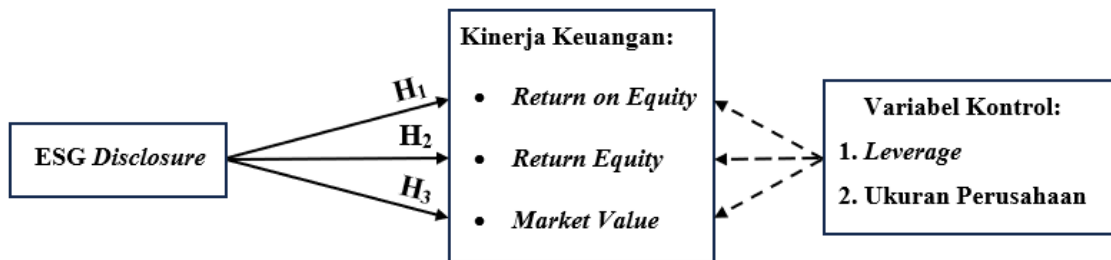 ESG Disclosure
H1
H2
H3
Kinerja Keuangan:
• Return on Equity
• Return Equity
• Market Value
Variabel Kontrol:
1. Leverage
2. Ukuran Perusahaan